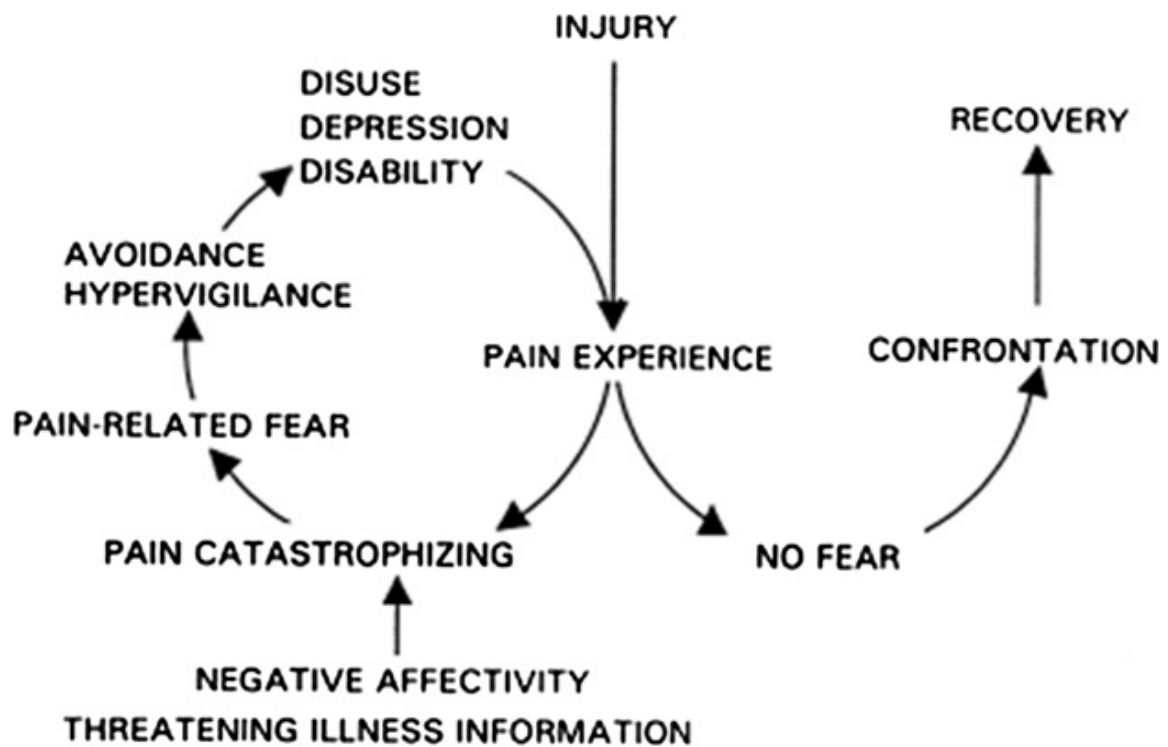 INJURY
DISUSE
DEPRESSION
DISABILITY
RECOVERY
AVOIDANCE
HYPERVIGILANCE
PAIN EXPERIENCE
CONFRONTATION
PAIN-RELATED FEAR
PAIN CATASTROPHIZING
NO FEAR
NEGATIVE AFFECTIVITY
THREATENING ILLNESS INFORMATION